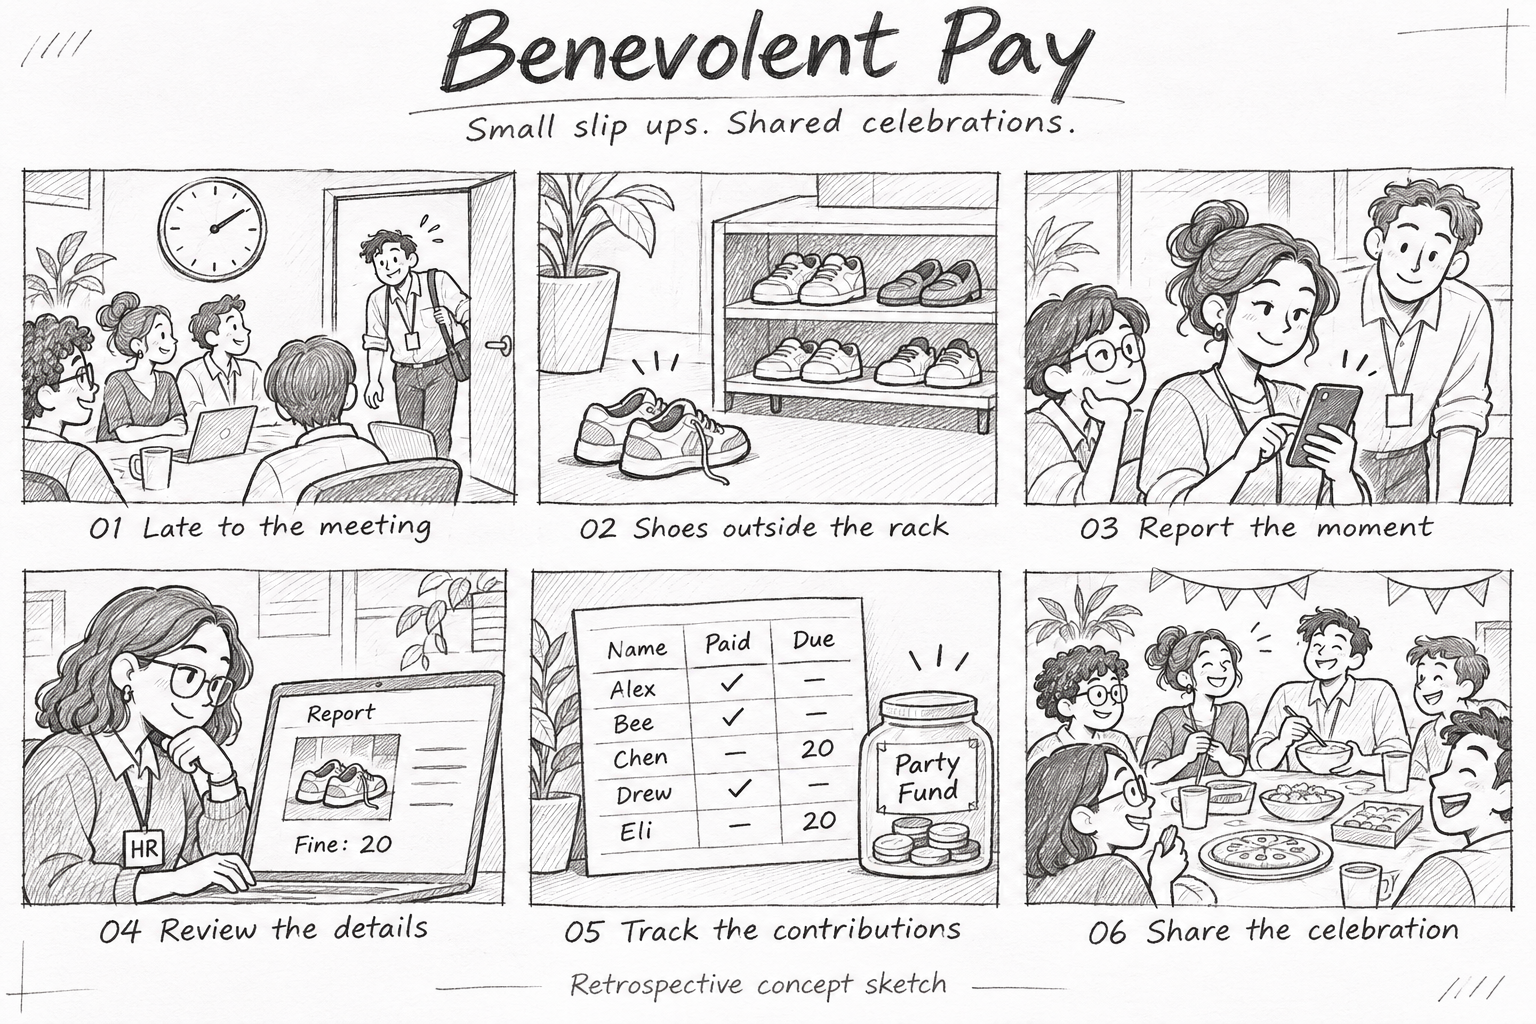 Benevolent Pay
Small slip ups. Shared celebrations.
01 Late to the meeting
02 Shoes outside the rack
03 Report the moment
Report
Fine: 20
HR
04 Review the details
Name Paid Due
Alex ✓ —
Bee ✓ —
Chen — 20
Drew ✓ —
Eli — 20
Party
Fund
05 Track the contributions
06 Share the celebration
Retrospective concept sketch